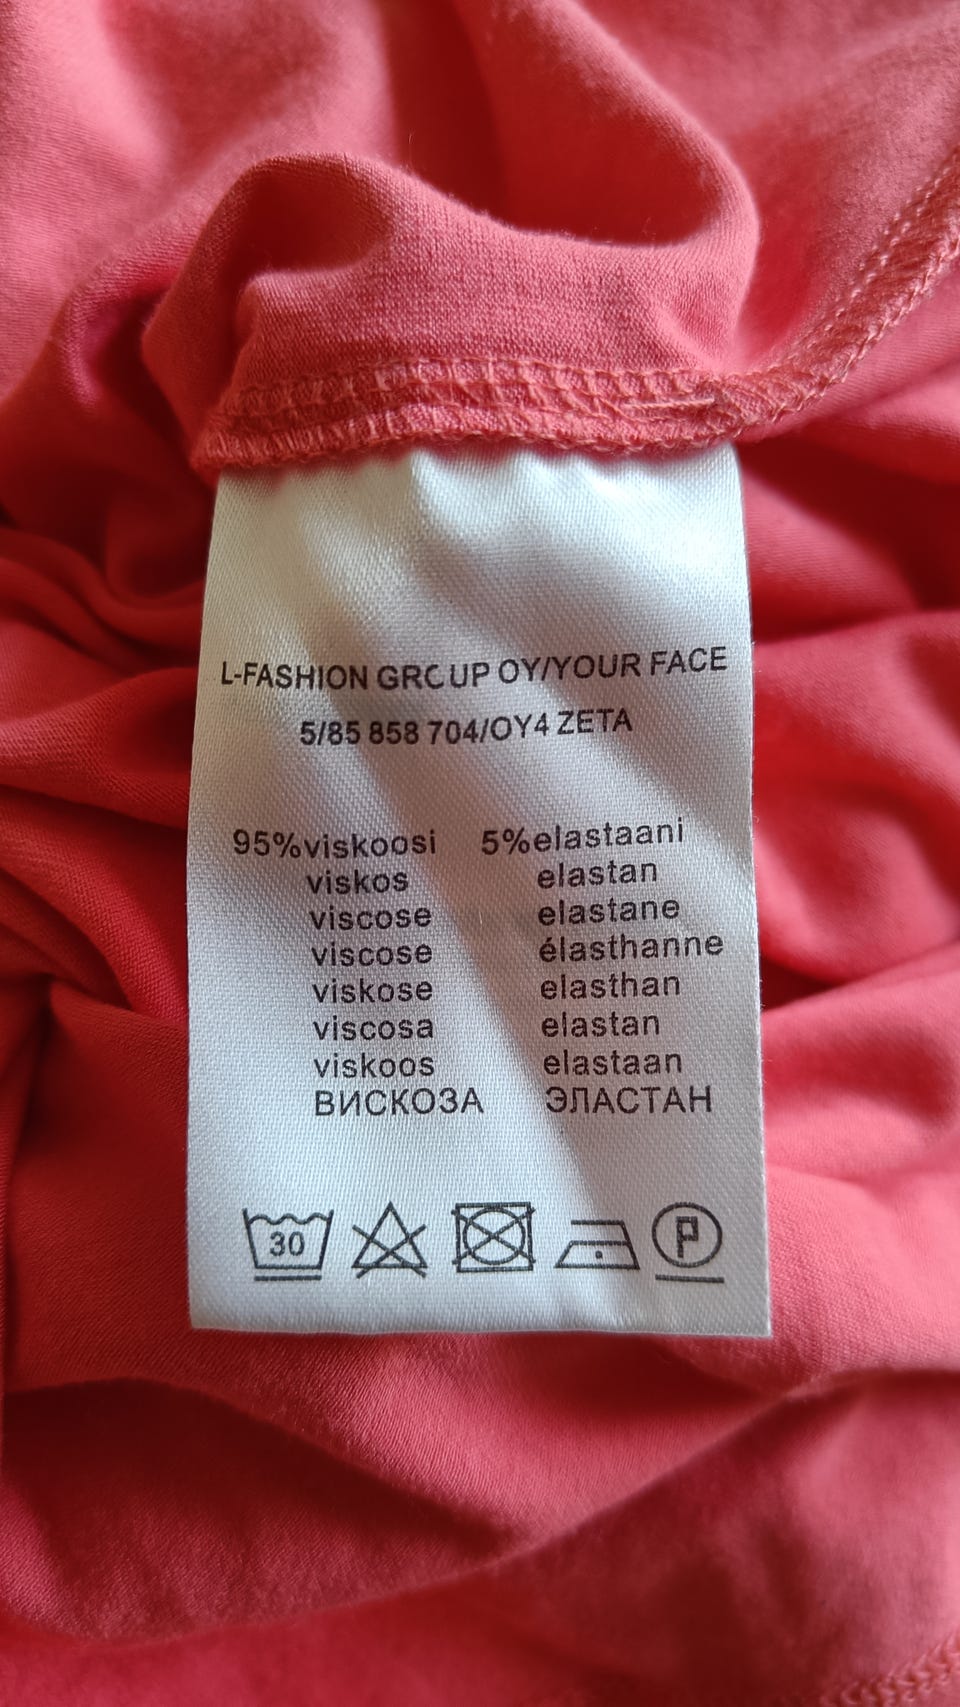 L-FASHION GROUP OY/YOUR FACE
5/85 858 704/OY4 ZETA
95%viskoosi 5%elastaani
viskos elastan
viscose elastane
viscose élasthanne
viskose elasthan
viscosa elastan
viskoos elastaan
ВИСКОЗА ЭЛАСТАН
30 P